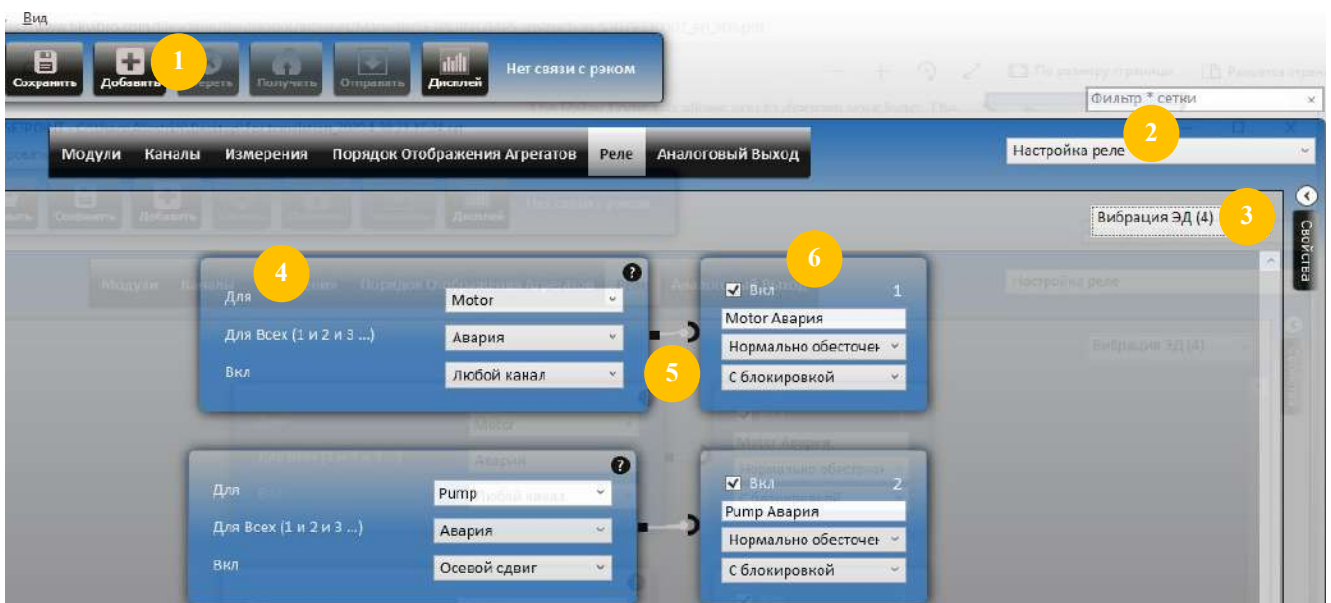 Вид
Сохранить Добавить 1 Получить Отправить Дисплей Нет связи с рэком
Фильтр * сетки ×
2
Модули Каналы Измерения Порядок Отображения Агрегатов Реле Аналоговый Выход Настройка реле
Вибрация ЭД (4) 3
Свойства
4 ?
Для Motor
Для Всех (1 и 2 и 3 ...) Авария
Вкл Любой канал
5
6
Вкл 1
Motor Авария
Нормально обесточен
С блокировкой
?
Для Pump
Для Всех (1 и 2 и 3 ...) Авария
Вкл Осевой сдвиг
Вкл 2
Pump Авария
Нормально обесточен
С блокировкой